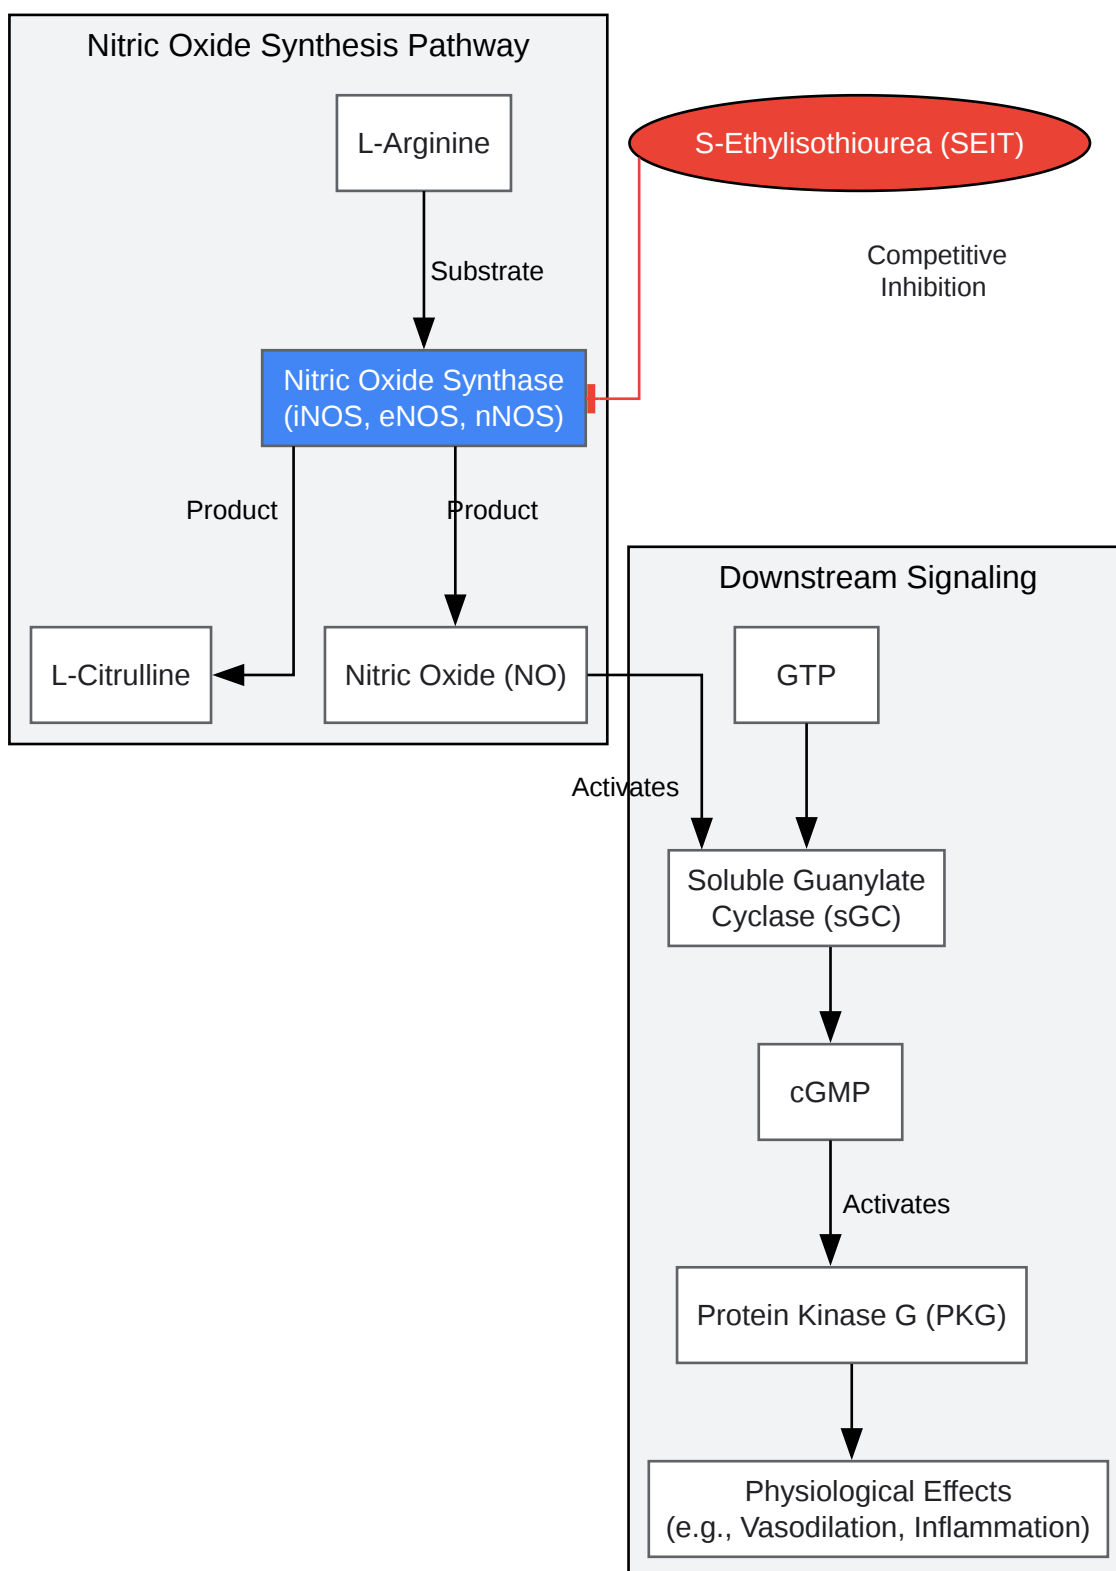 Nitric Oxide Synthesis Pathway
L-Arginine
S-Ethylisothiourea (SEIT)
Competitive
Inhibition
Substrate
Nitric Oxide Synthase
(iNOS, eNOS, nNOS)
Product
Product
L-Citrulline
Nitric Oxide (NO)
Downstream Signaling
GTP
Activates
Soluble Guanylate
Cyclase (sGC)
cGMP
Activates
Protein Kinase G (PKG)
Physiological Effects
(e.g., Vasodilation, Inflammation)